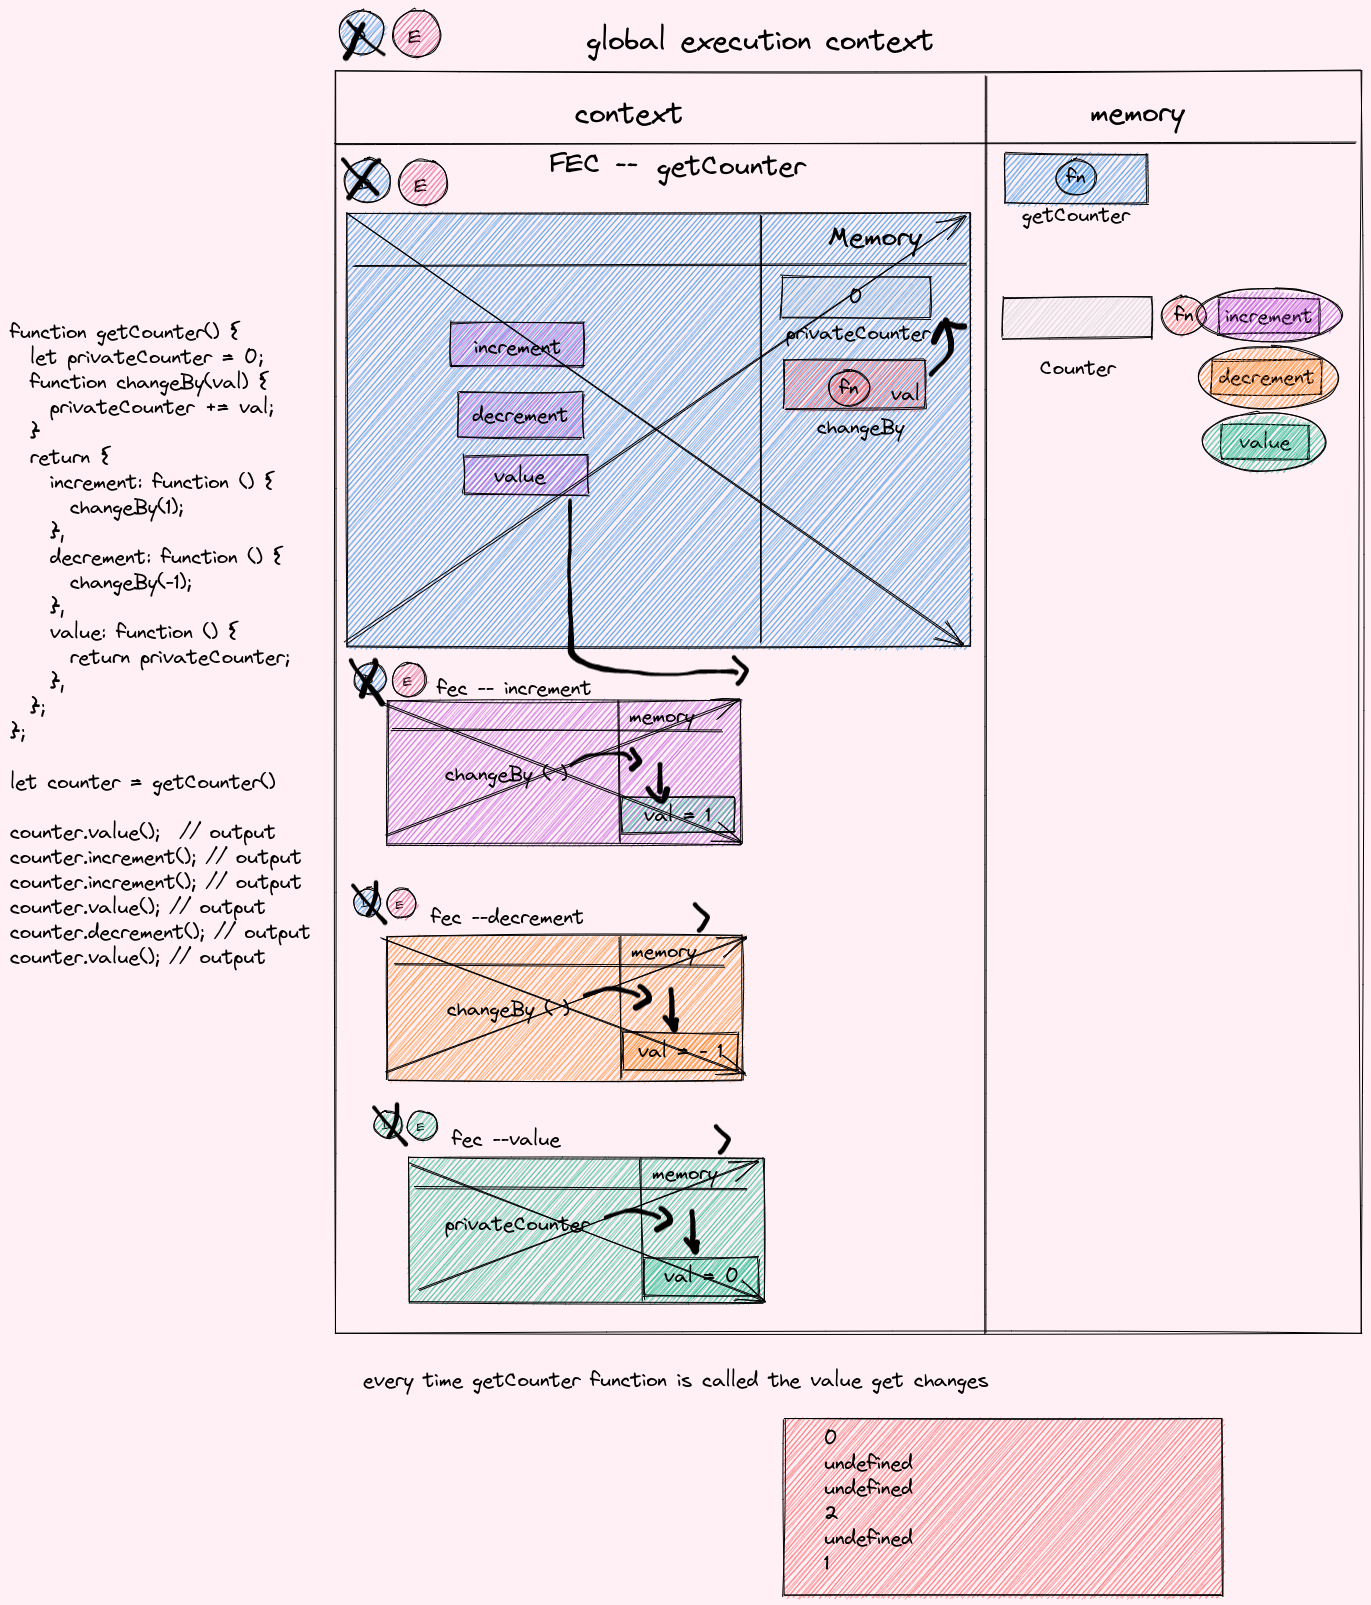 E
global execution context
context
memory
E
FEC -- getCounter
fn
getCounter
Memory
0
privateCounter
fn val
changeBy
increment
decrement
value
Counter
fn
increment
decrement
value
function getCounter() {
let privateCounter = 0;
function changeBy(val) {
privateCounter += val;
}
return {
increment: function () {
changeBy(1);
},
decrement: function () {
changeBy(-1);
},
value: function () {
return privateCounter;
},
};
};
let counter = getCounter()
counter.value(); // output
counter.increment(); // output
counter.increment(); // output
counter.value(); // output
counter.decrement(); // output
counter.value(); // output
E
fec -- increment
memory
changeBy ( )
val = 1
E
fec --decrement
memory
changeBy ( )
val = - 1
E
fec --value
memory
privateCounter
val = 0
every time getCounter function is called the value get changes
0
undefined
undefined
2
undefined
1